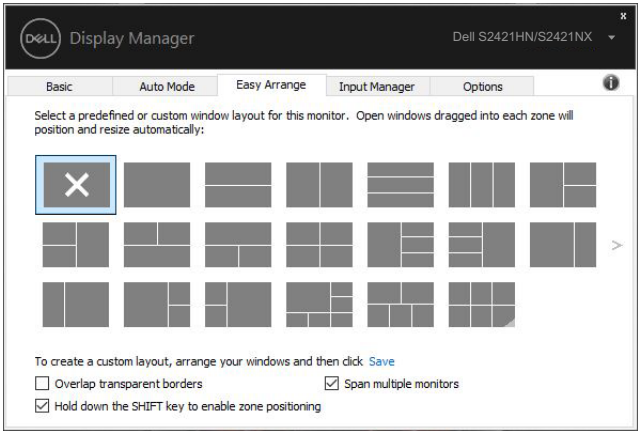 x
DELL Display Manager
Dell S2421HN/S2421NX
Basic Auto Mode Easy Arrange Input Manager Options i
Select a predefined or custom window layout for this monitor. Open windows dragged into each zone will
position and resize automatically:
>
To create a custom layout, arrange your windows and then click Save
Overlap transparent borders Span multiple monitors
Hold down the SHIFT key to enable zone positioning